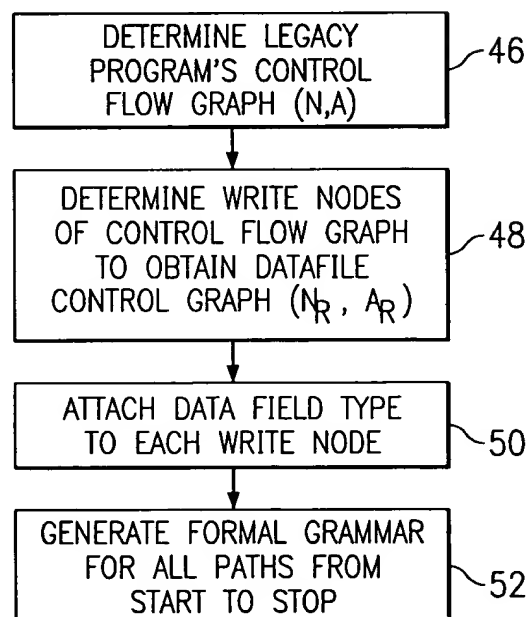 DETERMINE LEGACY
PROGRAM'S CONTROL
FLOW GRAPH (N,A)
46
DETERMINE WRITE NODES
OF CONTROL FLOW GRAPH
TO OBTAIN DATAFILE
CONTROL GRAPH (NR , AR)
48
ATTACH DATA FIELD TYPE
TO EACH WRITE NODE
50
GENERATE FORMAL GRAMMAR
FOR ALL PATHS FROM
START TO STOP
52